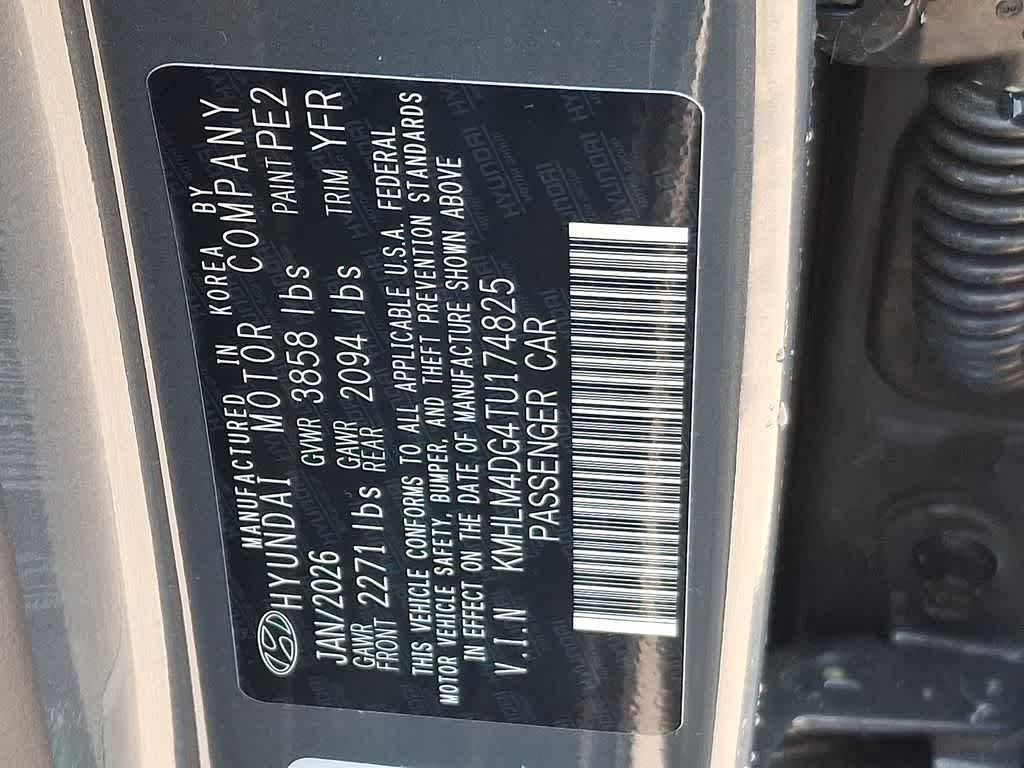 MANUFACTURED IN KOREA BY
HYUNDAI MOTOR COMPANY
JAN/2026 GVWR 3858 lbs PAINT PE2
GAWR FRONT 2271 lbs GAWR REAR 2094 lbs TRIM YFR
THIS VEHICLE CONFORMS TO ALL APPLICABLE U.S.A. FEDERAL
MOTOR VEHICLE SAFETY, BUMPER, AND THEFT PREVENTION STANDARDS
IN EFFECT ON THE DATE OF MANUFACTURE SHOWN ABOVE
V.I.N KMHLM4DG4TU174825
PASSENGER CAR